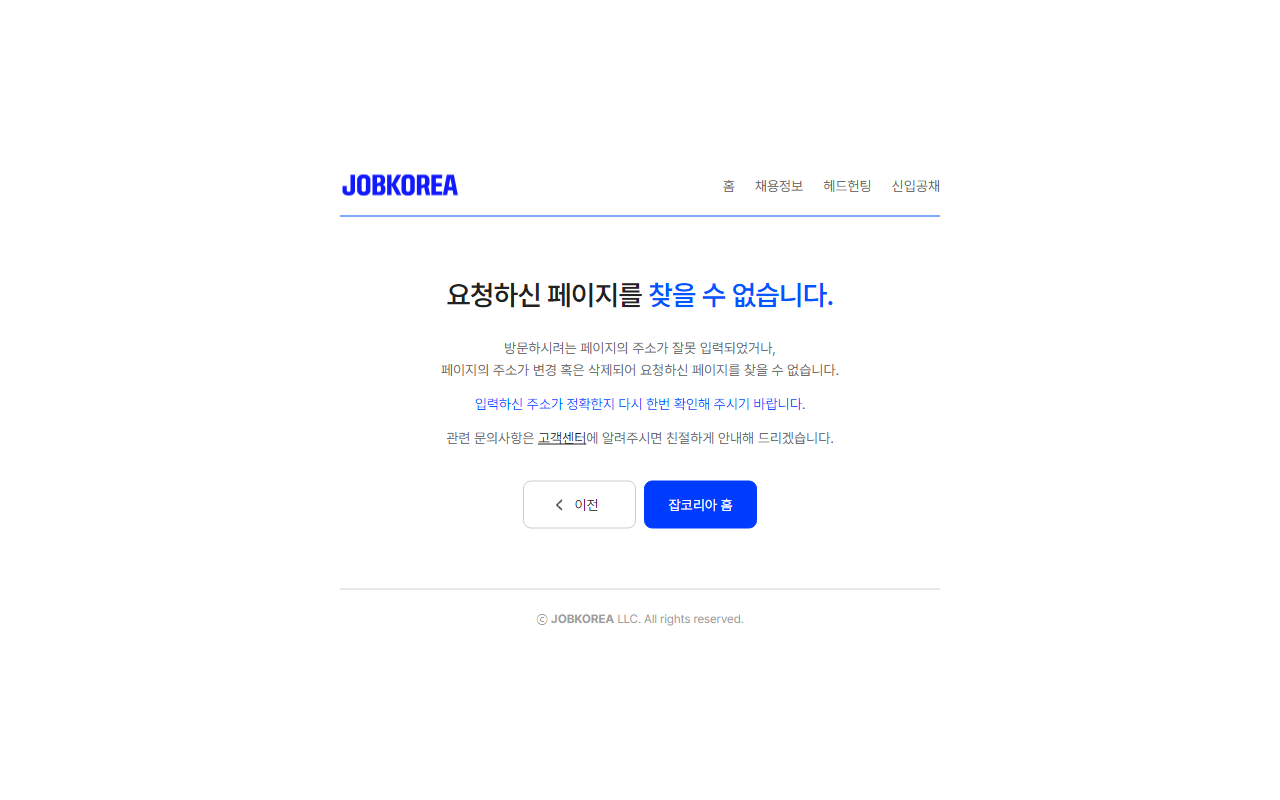 JOBKOREA
홈 채용정보 헤드헌팅 신입공채
요청하신 페이지를 찾을 수 없습니다.
방문하시려는 페이지의 주소가 잘못 입력되었거나,
페이지의 주소가 변경 혹은 삭제되어 요청하신 페이지를 찾을 수 없습니다.
입력하신 주소가 정확한지 다시 한번 확인해 주시기 바랍니다.
관련 문의사항은 고객센터에 알려주시면 친절하게 안내해 드리겠습니다.
이전 잡코리아 홈
ⓒ JOBKOREA LLC. All rights reserved.